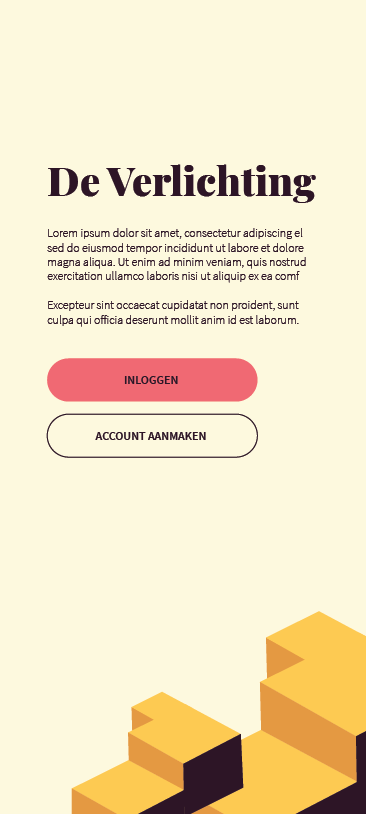 De Verlichting
Lorem ipsum dolor sit amet, consectetur adipiscing el
sed do eiusmod tempor incididunt ut labore et dolore
magna aliqua. Ut enim ad minim veniam, quis nostrud
exercitation ullamco laboris nisi ut aliquip ex ea comf
Excepteur sint occaecat cupidatat non proident, sunt
culpa qui officia deserunt mollit anim id est laborum.
INLOGGEN
ACCOUNT AANMAKEN